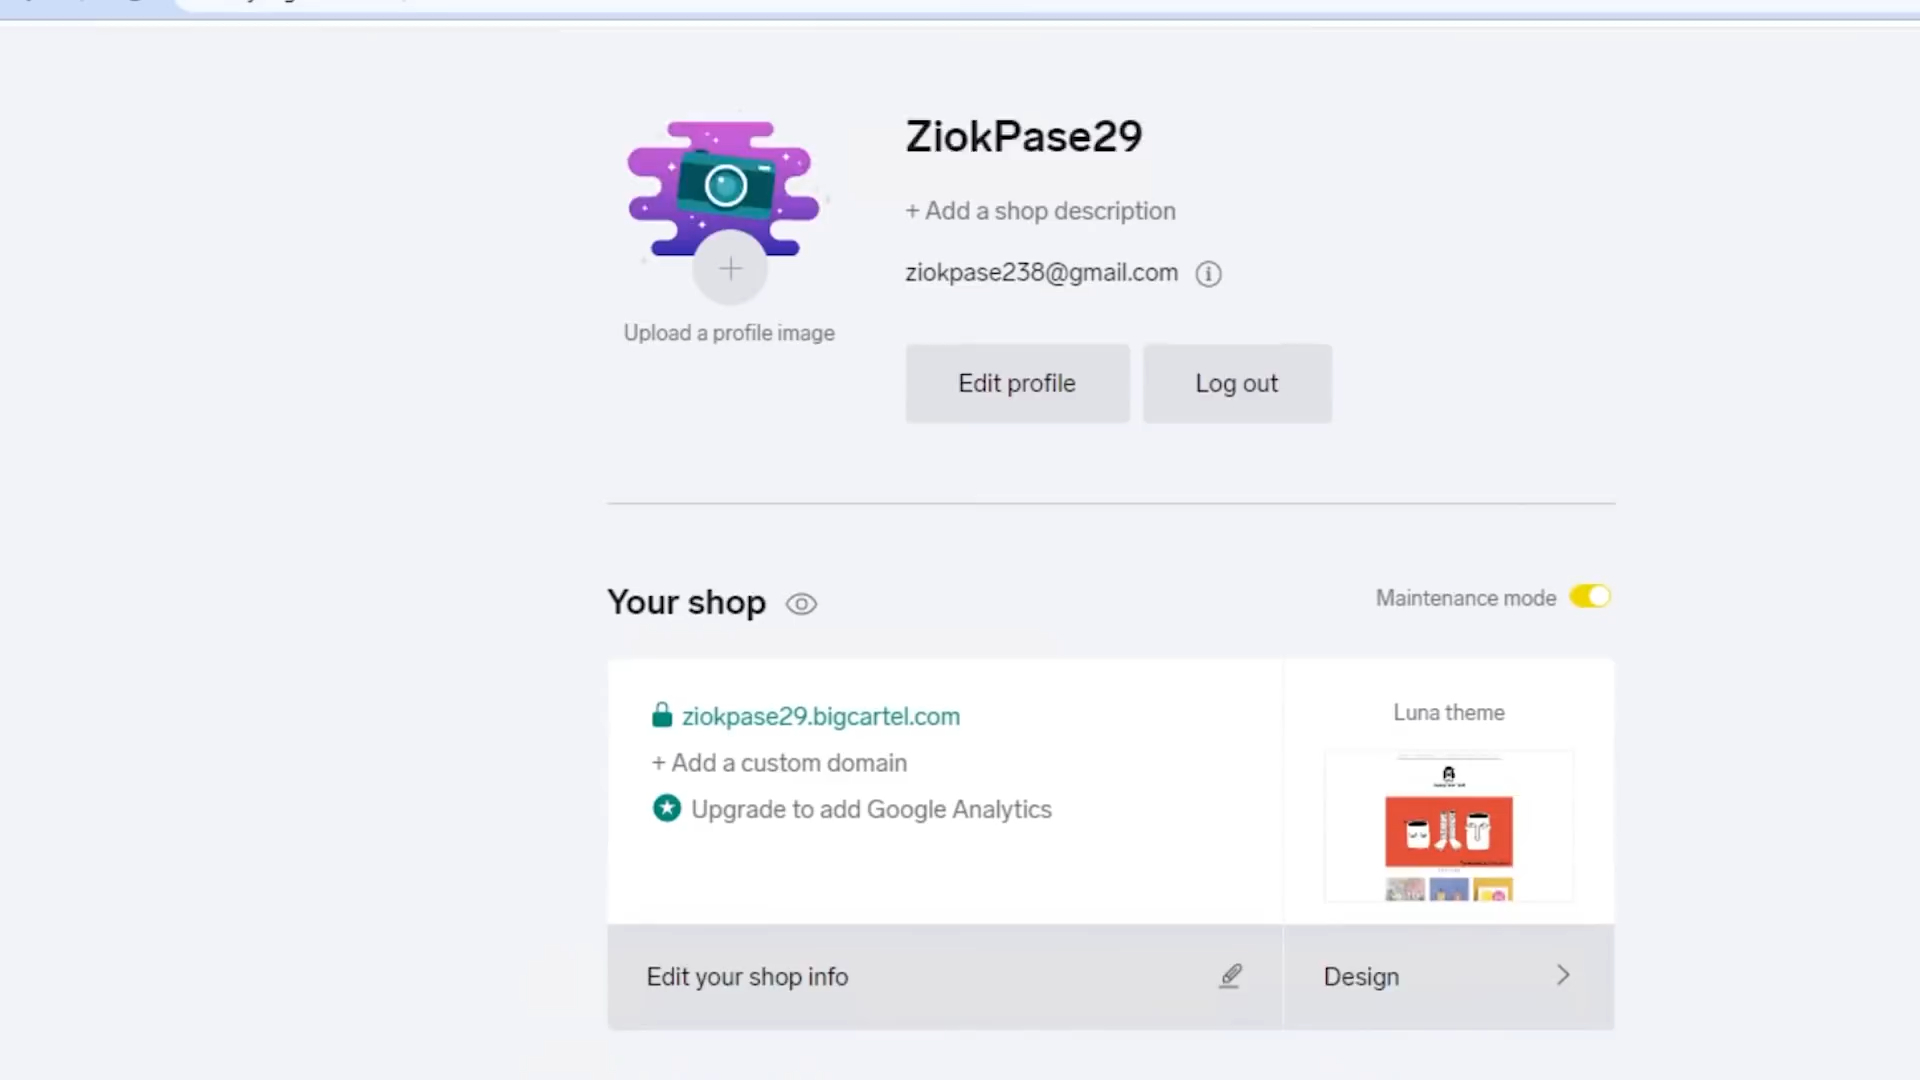 ZiokPase29
+ Add a shop description
ziokpase238@gmail.com
Upload a profile image
Edit profile
Log out
Your shop
Maintenance mode
ziokpase29.bigcartel.com
+ Add a custom domain
Upgrade to add Google Analytics
Luna theme
Edit your shop info
Design